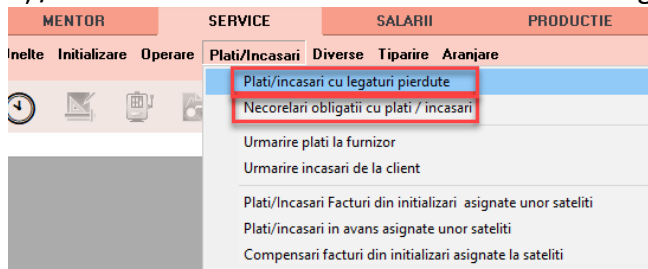 MENTOR SERVICE SALARII PRODUCTIE
Unelte Initializare Operare Plati/Incasari Diverse Tiparire Aranjare
Plati/incasari cu legaturi pierdute
Necorelari obligatii cu plati / incasari
Urmarire plati la furnizor
Urmarire incasari de la client
Plati/Incasari Facturi din initializari asignate unor sateliti
Plati/incasari in avans asignate unor sateliti
Compensari facturi din initializari asignate la sateliti